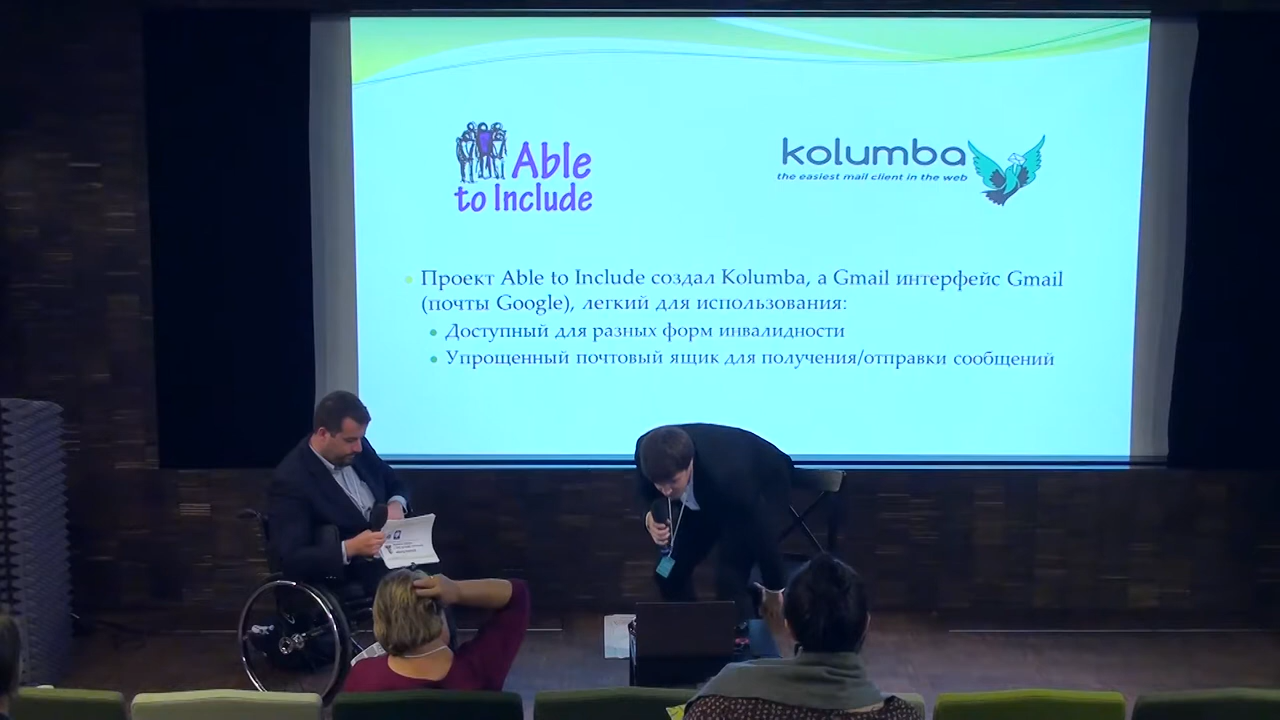 Able
to Include
kolumba
the easiest mail client in the web
Проект Able to Include создал Kolumba, а Gmail интерфейс Gmail
(почты Google), легкий для использования:
Доступный для разных форм инвалидности
Упрощенный почтовый ящик для получения/отправки сообщений